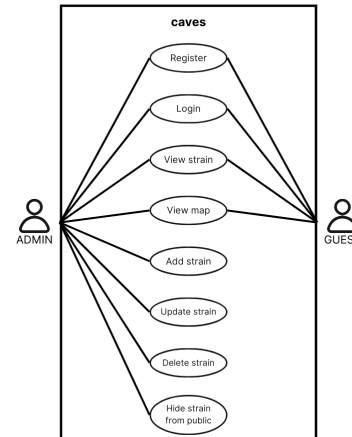 caves
Register
Login
View strain
View map
ADMIN
GUES
Add strain
Update strain
Delete strain
Hide strain
from public